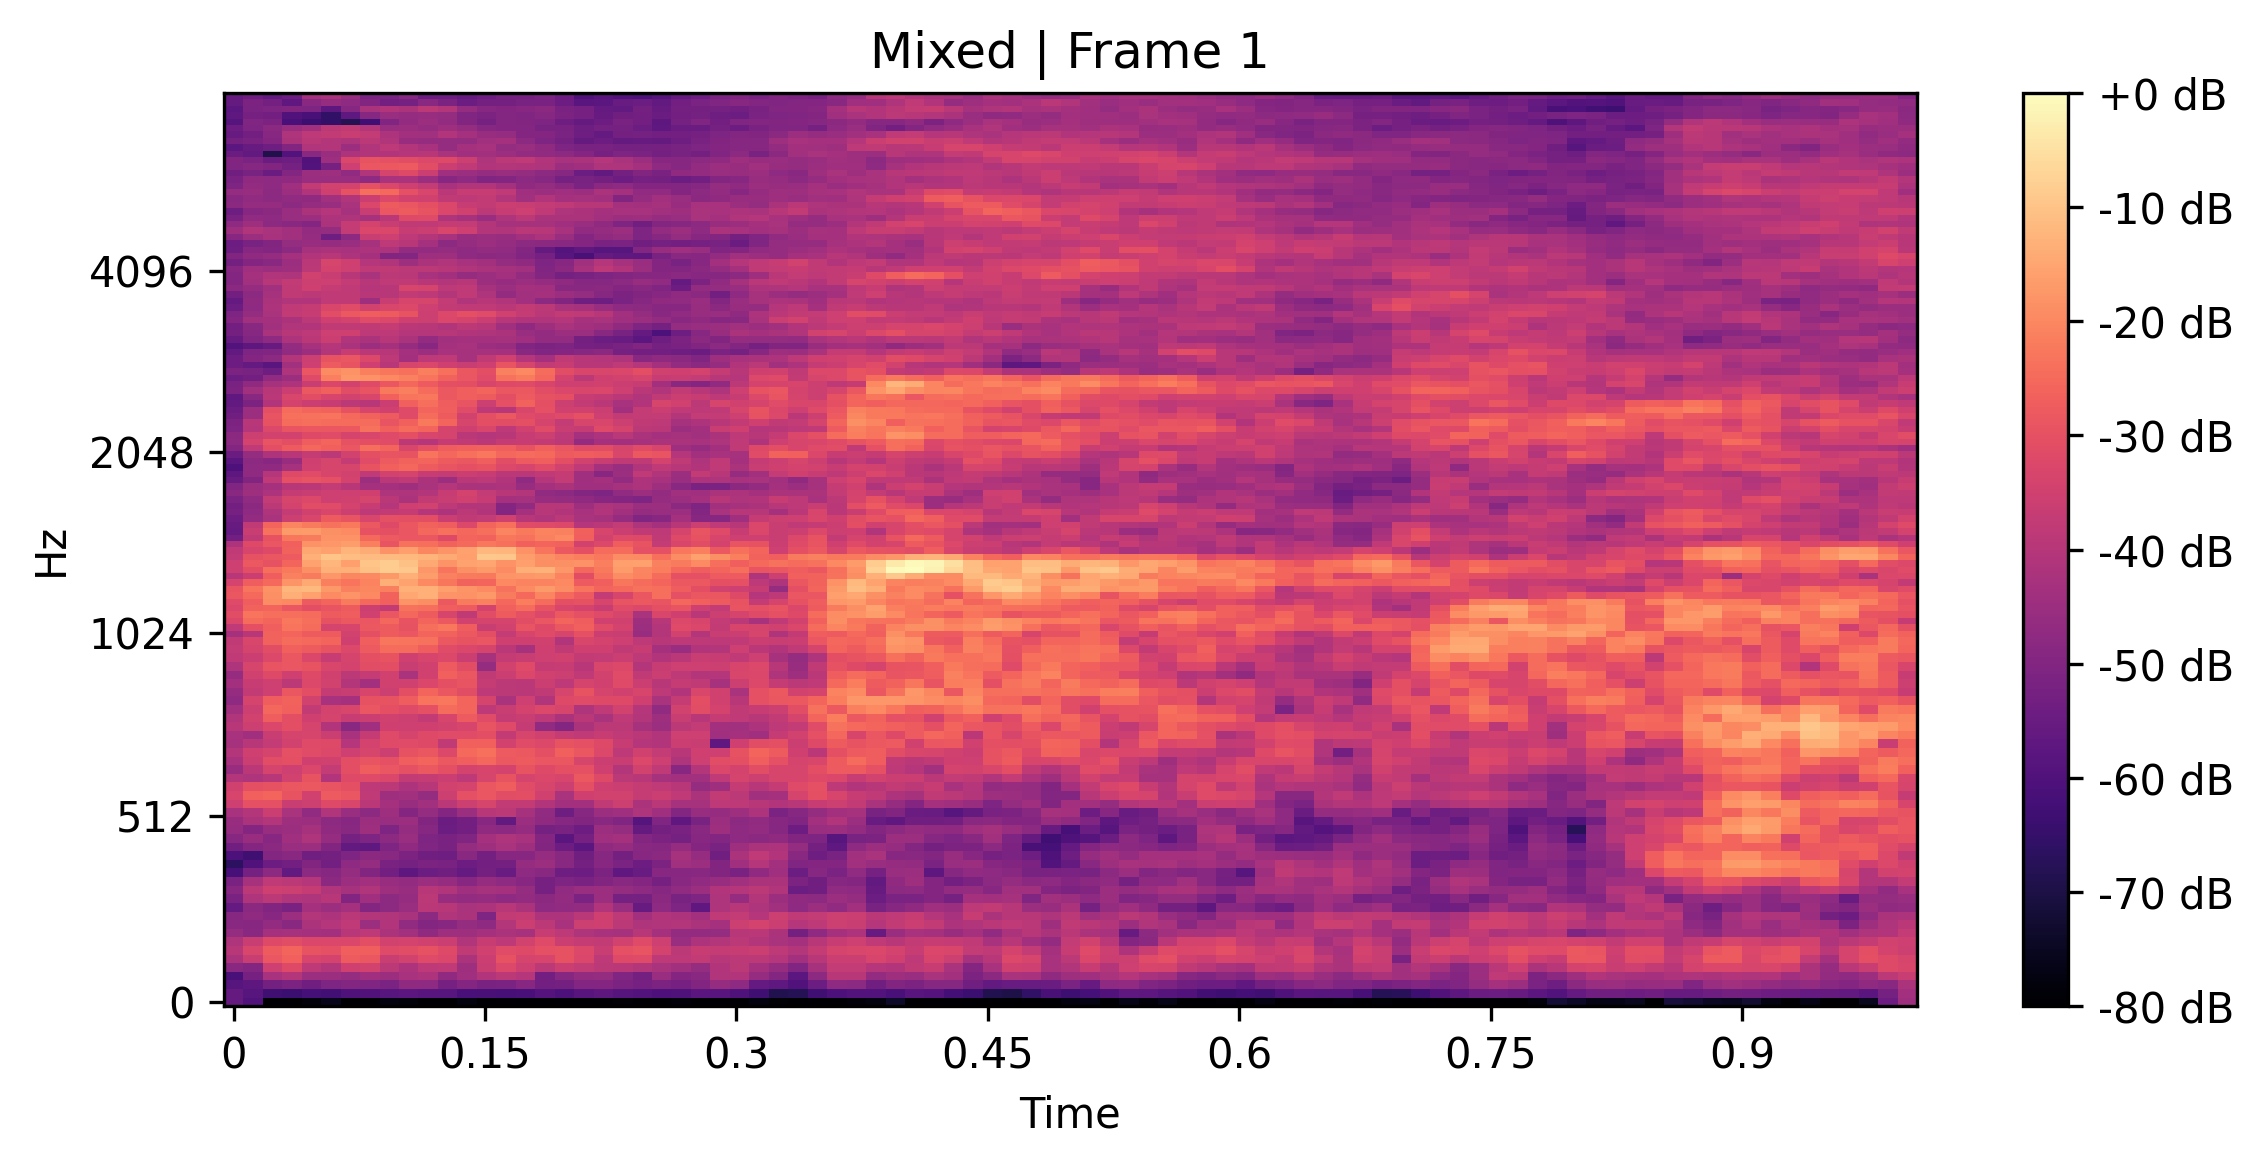 Mixed | Frame 1
Hz
4096
2048
1024
512
0
0 0.15 0.3 0.45 0.6 0.75 0.9
Time
+0 dB
-10 dB
-20 dB
-30 dB
-40 dB
-50 dB
-60 dB
-70 dB
-80 dB